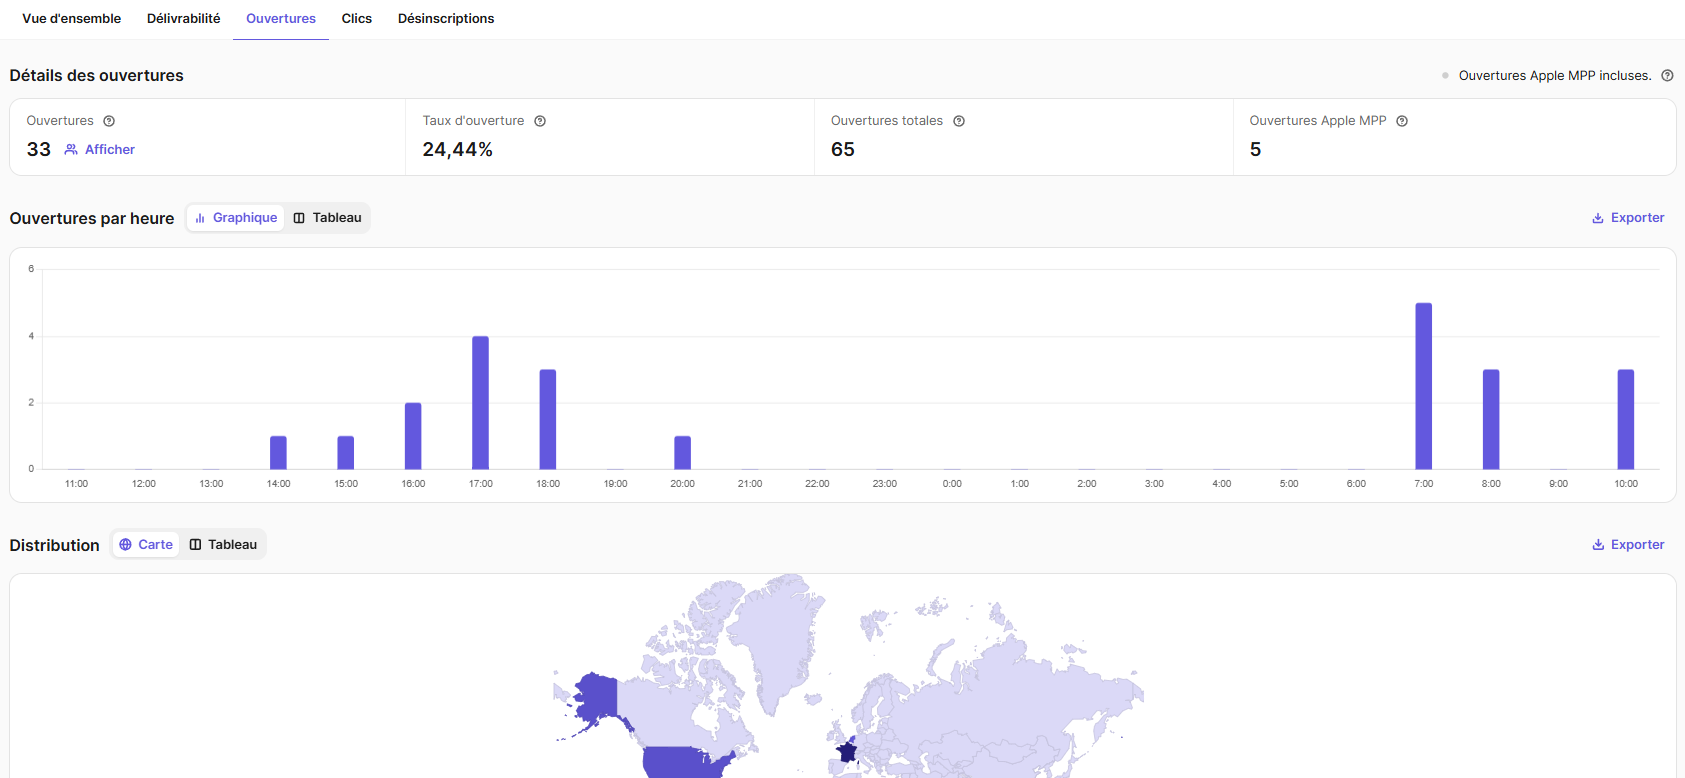 Vue d'ensemble Délivrabilité Ouvertures Clics Désinscriptions
Détails des ouvertures
Ouvertures Apple MPP incluses.
Ouvertures
33 Afficher
Taux d'ouverture
24,44%
Ouvertures totales
65
Ouvertures Apple MPP
5
Ouvertures par heure Graphique Tableau Exporter
6
4
2
0
11:00 12:00 13:00 14:00 15:00 16:00 17:00 18:00 19:00 20:00 21:00 22:00 23:00 0:00 1:00 2:00 3:00 4:00 5:00 6:00 7:00 8:00 9:00 10:00
Distribution Carte Tableau Exporter